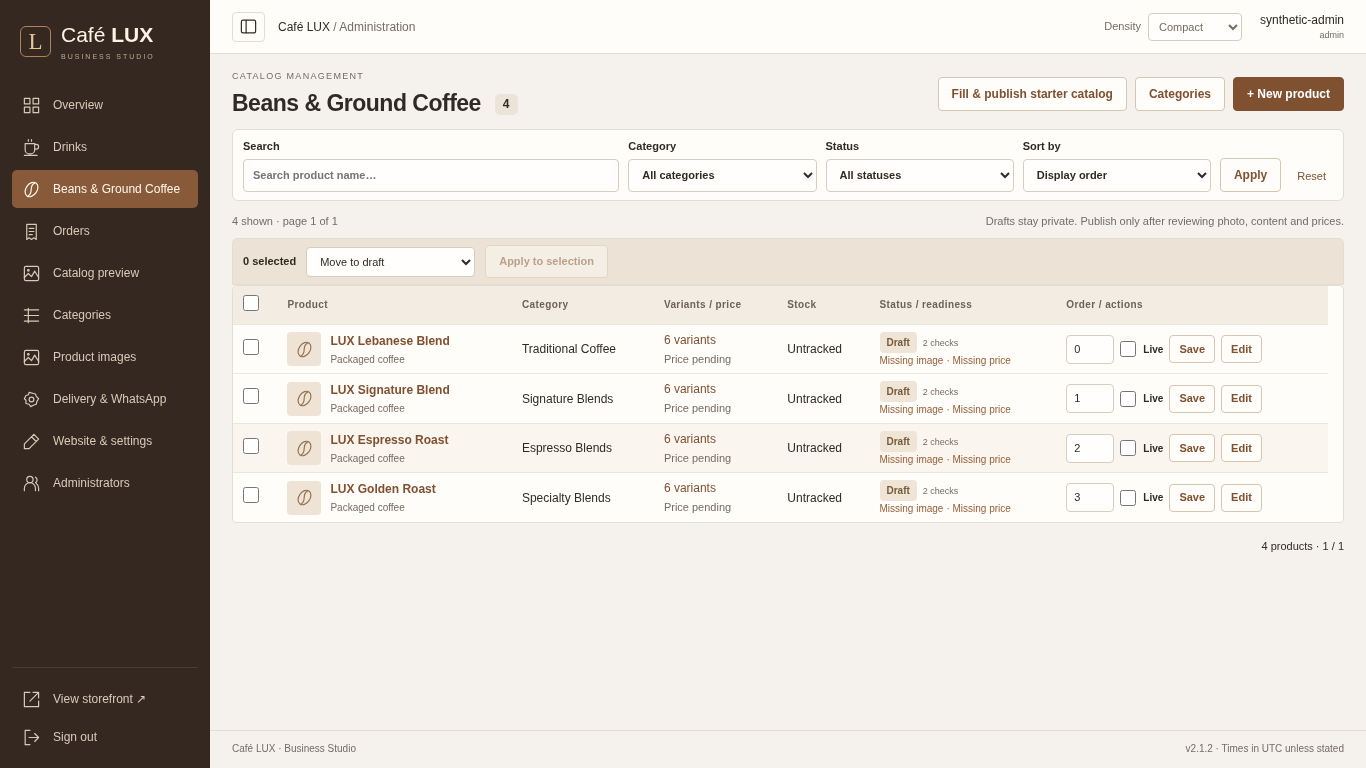 L
Café LUX
BUSINESS STUDIO
Overview
Drinks
Beans & Ground Coffee
Orders
Catalog preview
Categories
Product images
Delivery & WhatsApp
Website & settings
Administrators
View storefront ↗
Sign out
Café LUX / Administration
Density Compact
synthetic-admin
admin
CATALOG MANAGEMENT
Beans & Ground Coffee 4
Fill & publish starter catalog Categories + New product
Search Category Status Sort by
Search product name… All categories All statuses Display order Apply Reset
4 shown · page 1 of 1 Drafts stay private. Publish only after reviewing photo, content and prices.
0 selected Move to draft Apply to selection
Product Category Variants / price Stock Status / readiness Order / actions
LUX Lebanese Blend Traditional Coffee 6 variants Untracked Draft 2 checks 0 Live Save Edit
Packaged coffee Price pending Missing image · Missing price
LUX Signature Blend Signature Blends 6 variants Untracked Draft 2 checks 1 Live Save Edit
Packaged coffee Price pending Missing image · Missing price
LUX Espresso Roast Espresso Blends 6 variants Untracked Draft 2 checks 2 Live Save Edit
Packaged coffee Price pending Missing image · Missing price
LUX Golden Roast Specialty Blends 6 variants Untracked Draft 2 checks 3 Live Save Edit
Packaged coffee Price pending Missing image · Missing price
4 products · 1 / 1
Café LUX · Business Studio v2.1.2 · Times in UTC unless stated